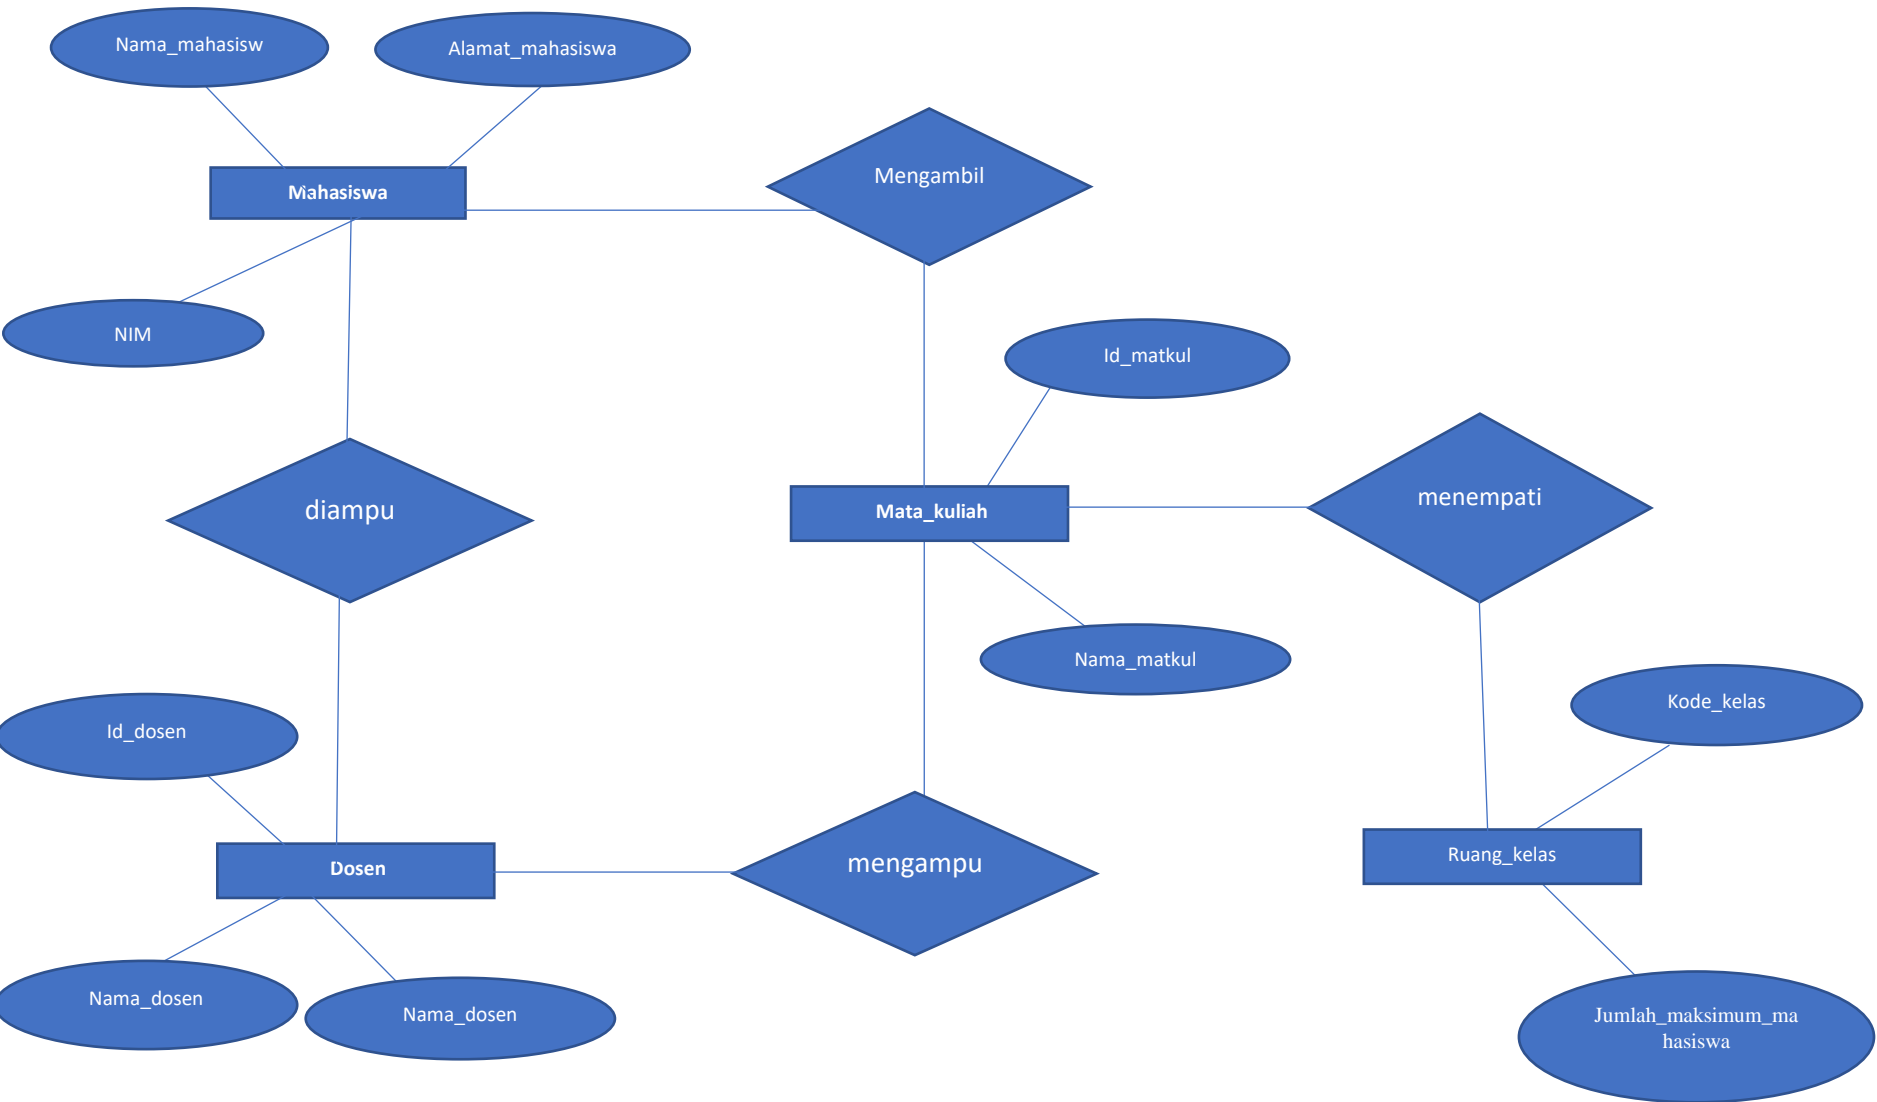 Nama_mahasisw
Alamat_mahasiswa
Mengambil
Mahasiswa
NIM
Id_matkul
diampu
Mata_kuliah
menempati
Nama_matkul
Kode_kelas
Id_dosen
Dosen
mengampu
Ruang_kelas
Nama_dosen
Nama_dosen
Jumlah_maksimum_ma
hasiswa